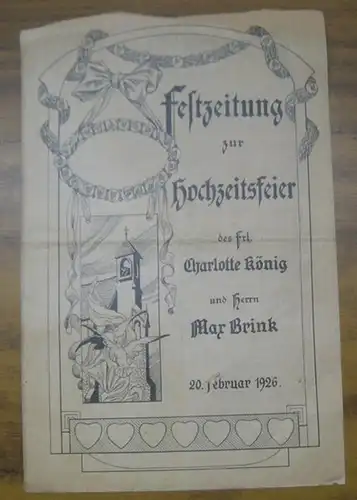 Festzeitung
zur
Hochzeitsfeier
des Frl.
Charlotte König
und Herrn
Max Brink
20. Februar 1926.